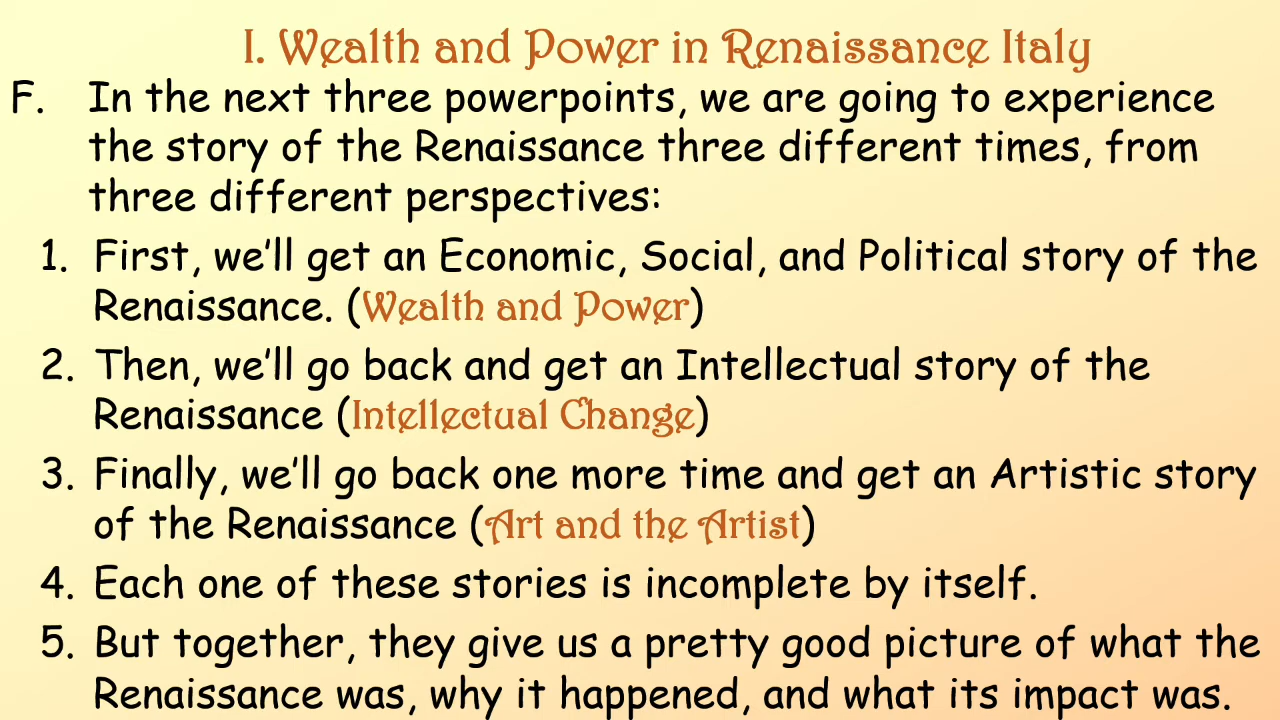 I. Wealth and Power in Renaissance Italy
F. In the next three powerpoints, we are going to experience
the story of the Renaissance three different times, from
three different perspectives:
1. First, we’ll get an Economic, Social, and Political story of the
Renaissance. (Wealth and Power)
2. Then, we’ll go back and get an Intellectual story of the
Renaissance (Intellectual Change)
3. Finally, we’ll go back one more time and get an Artistic story
of the Renaissance (Art and the Artist)
4. Each one of these stories is incomplete by itself.
5. But together, they give us a pretty good picture of what the
Renaissance was, why it happened, and what its impact was.